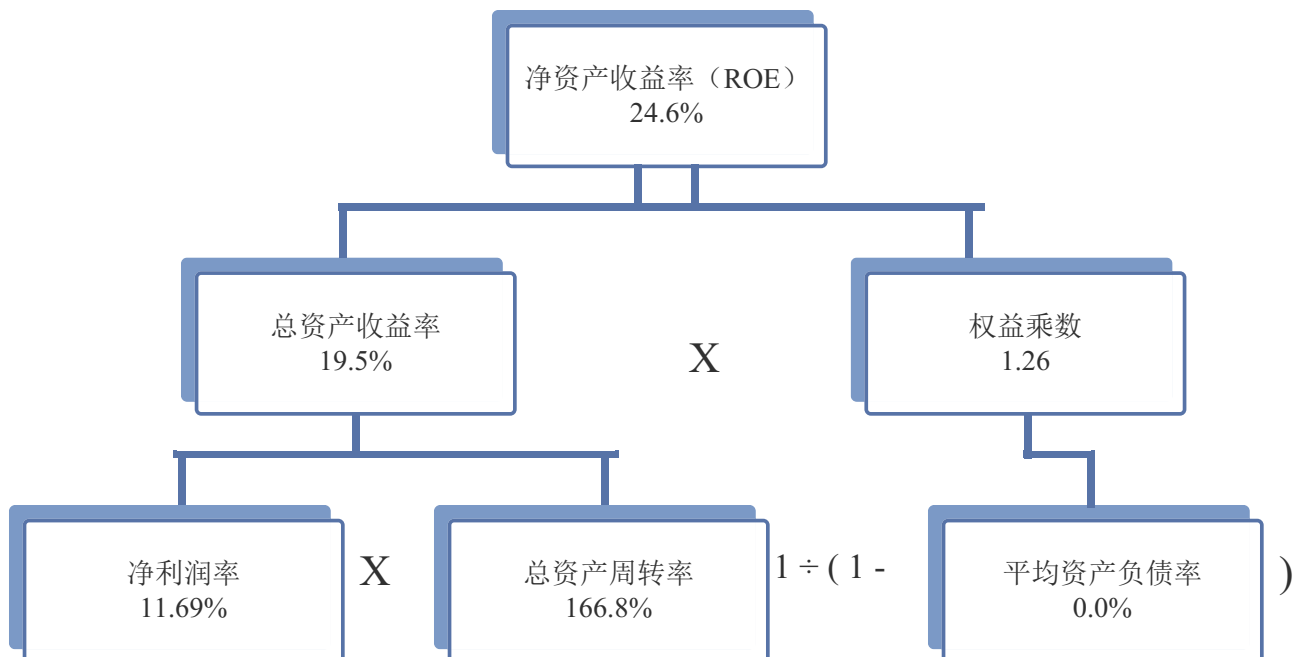 净资产收益率（ROE）
24.6%
总资产收益率
19.5%
X
权益乘数
1.26
净利润率
11.69%
X
总资产周转率
166.8%
1 ÷ ( 1 -
平均资产负债率
0.0%
)